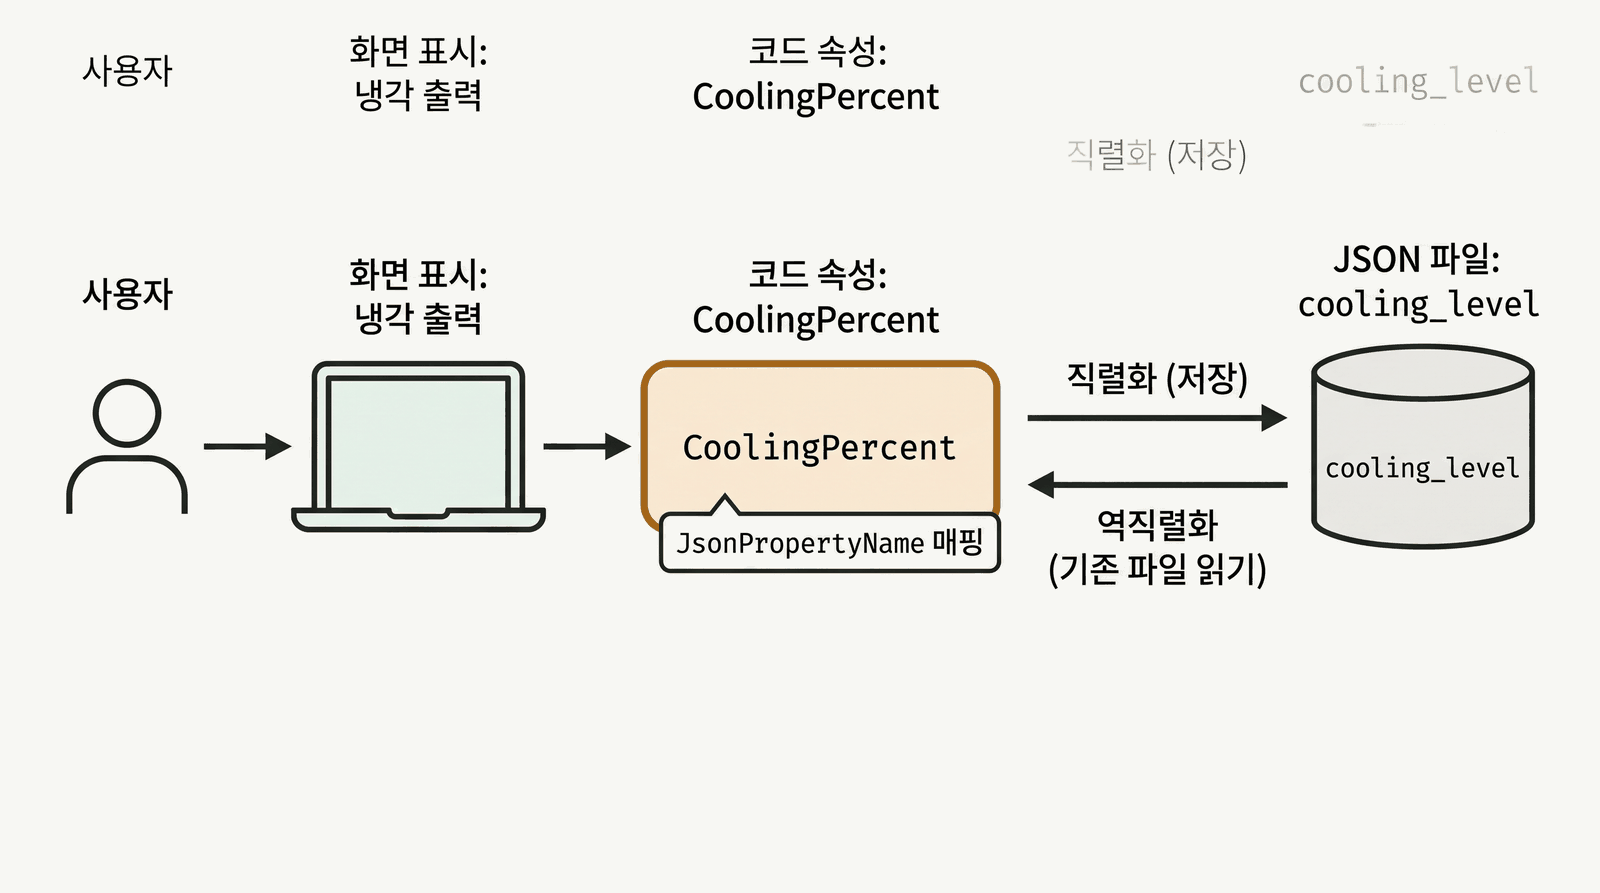 사용자
화면 표시:
냉각 출력
코드 속성:
CoolingPercent
cooling_level
직렬화 (저장)
사용자
화면 표시:
냉각 출력
코드 속성:
CoolingPercent
JSON 파일:
cooling_level
CoolingPercent
JsonPropertyName 매핑
직렬화 (저장)
역직렬화
(기존 파일 읽기)
cooling_level